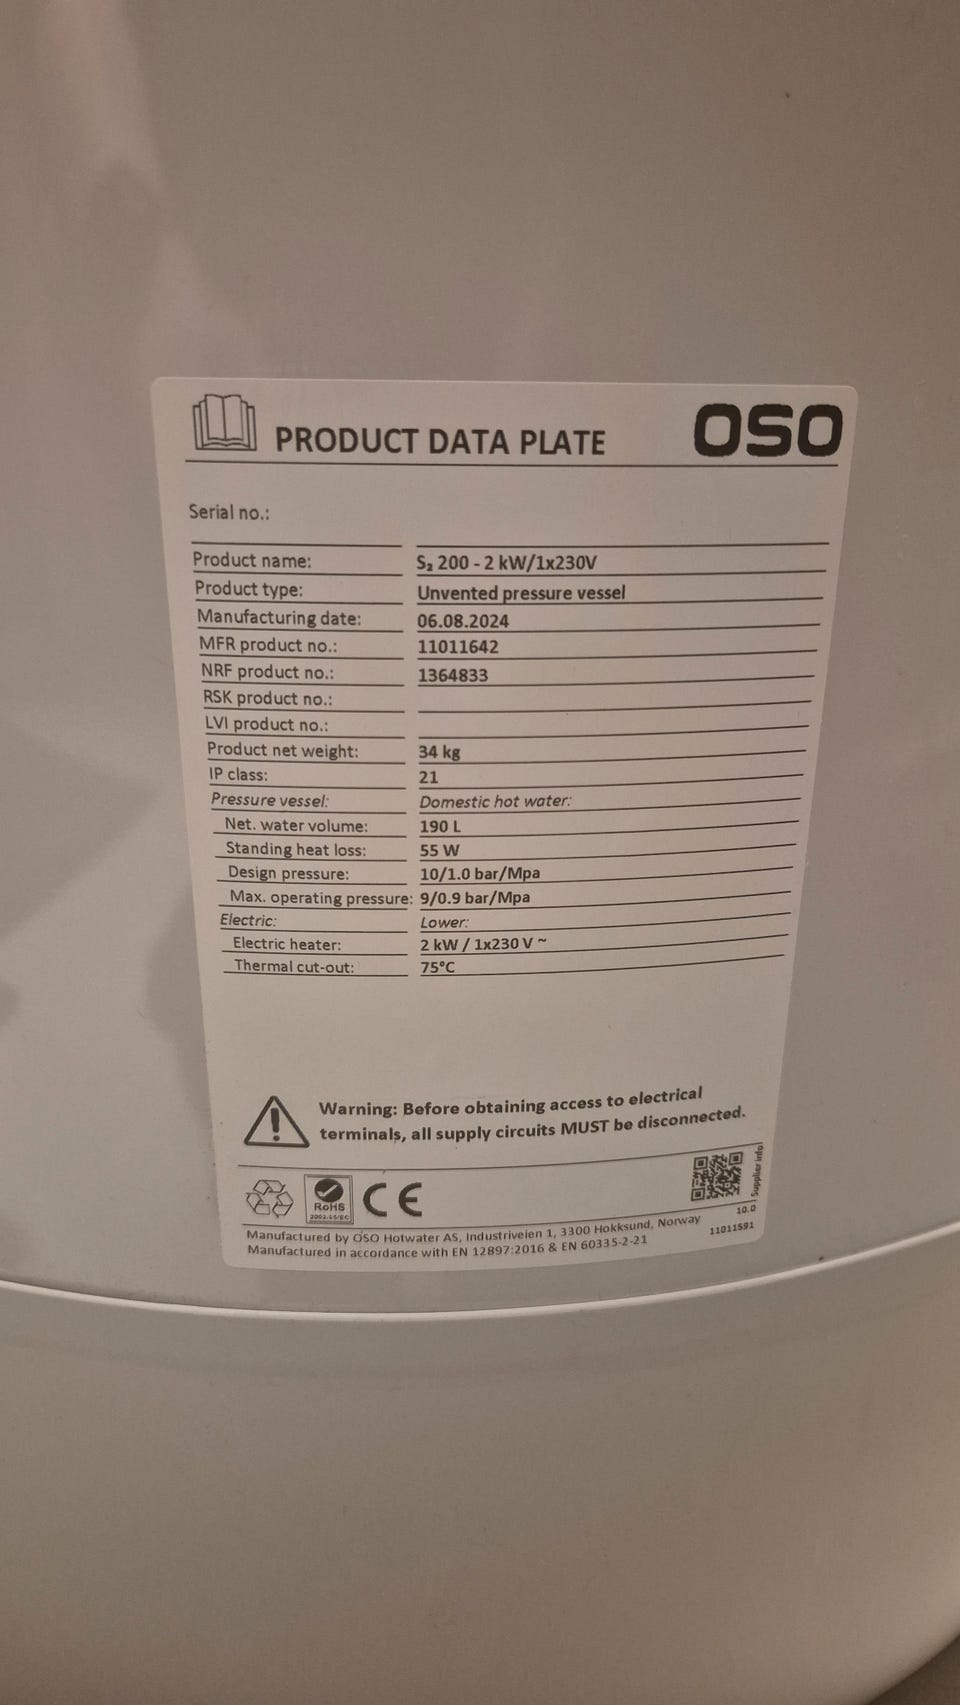 PRODUCT DATA PLATE OSO
Serial no.:
Product name: S₂ 200 - 2 kW/1x230V
Product type: Unvented pressure vessel
Manufacturing date: 06.08.2024
MFR product no.: 11011642
NRF product no.: 1364833
RSK product no.:
LVI product no.:
Product net weight: 34 kg
IP class: 21
Pressure vessel: Domestic hot water:
Net. water volume: 190 L
Standing heat loss: 55 W
Design pressure: 10/1.0 bar/Mpa
Max. operating pressure: 9/0.9 bar/Mpa
Electric: Lower:
Electric heater: 2 kW / 1x230 V ~
Thermal cut-out: 75°C
Warning: Before obtaining access to electrical
terminals, all supply circuits MUST be disconnected.
Supplier info
RoHS
2002/95/EC
CE
10.0
11011591
Manufactured by OSO Hotwater AS, Industriveien 1, 3300 Hokksund, Norway
Manufactured in accordance with EN 12897:2016 & EN 60335-2-21